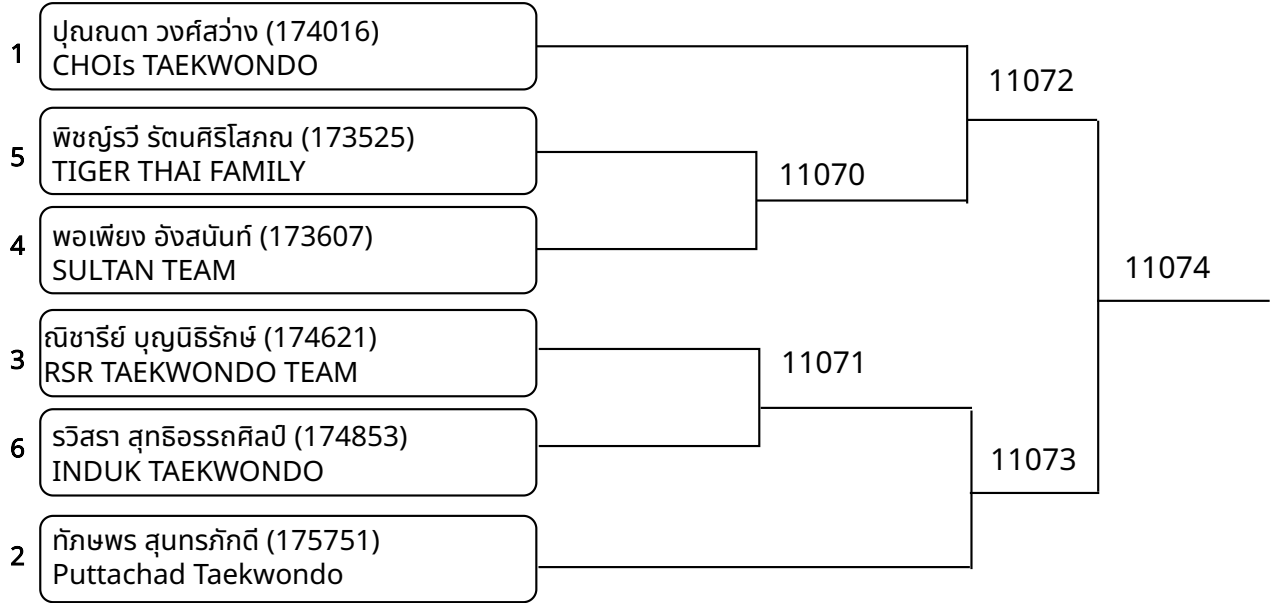 1
ปุณณดา วงศ์สว่าง (174016)
CHOIs TAEKWONDO
11072
5
พิชญ์รวี รัตนศิริโสภณ (173525)
TIGER THAI FAMILY
11070
4
พอเพียง อังสนันท์ (173607)
SULTAN TEAM
11074
3
ณิชารีย์ บุญนิธิรักษ์ (174621)
RSR TAEKWONDO TEAM
11071
6
รวิสรา สุทธิอรรถศิลป์ (174853)
INDUK TAEKWONDO
11073
2
ทักษพร สุนทรภักดี (175751)
Puttachad Taekwondo